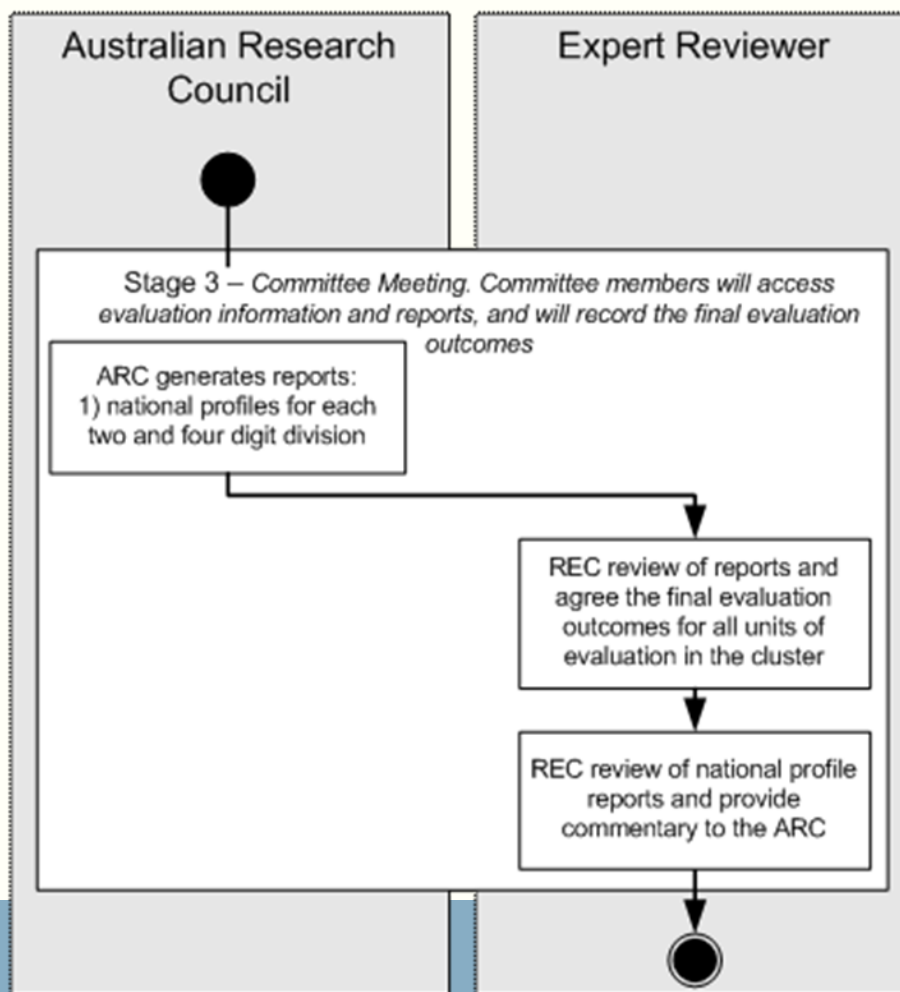 Australian Research
Council
Expert Reviewer
Stage 3 – Committee Meeting. Committee members will access
evaluation information and reports, and will record the final evaluation
outcomes
ARC generates reports:
1) national profiles for each
two and four digit division
REC review of reports and
agree the final evaluation
outcomes for all units of
evaluation in the cluster
REC review of national profile
reports and provide
commentary to the ARC